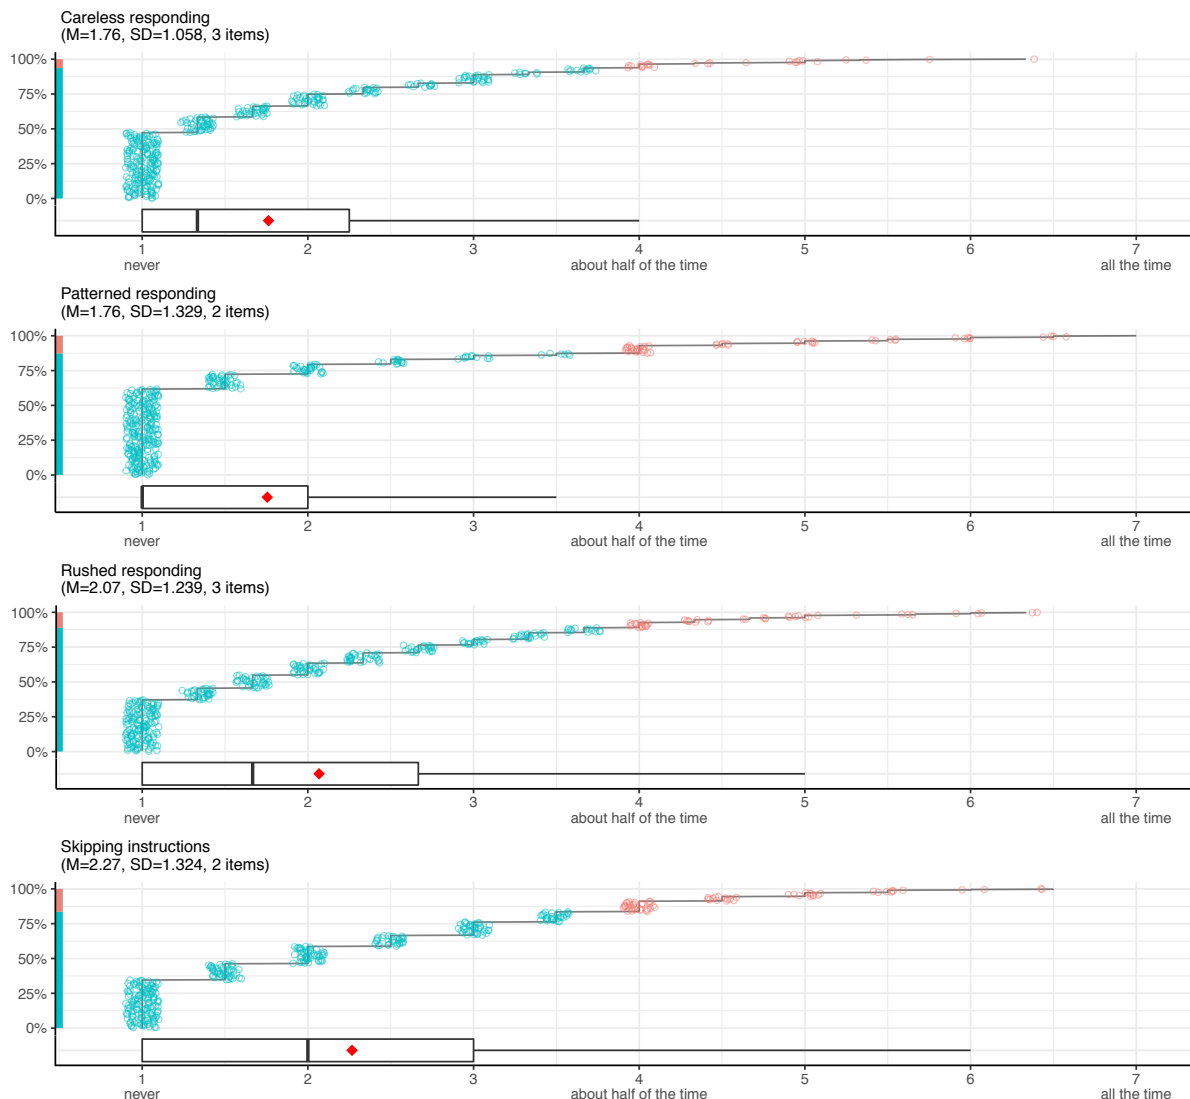 Careless responding
(M=1.76, SD=1.058, 3 items)
100%
75%
50%
25%
0%
1 2 3 4 5 6 7
never about half of the time all the time
Patterned responding
(M=1.76, SD=1.329, 2 items)
100%
75%
50%
25%
0%
1 2 3 4 5 6 7
never about half of the time all the time
Rushed responding
(M=2.07, SD=1.239, 3 items)
100%
75%
50%
25%
0%
1 2 3 4 5 6 7
never about half of the time all the time
Skipping instructions
(M=2.27, SD=1.324, 2 items)
100%
75%
50%
25%
0%
1 2 3 4 5 6 7
never about half of the time all the time